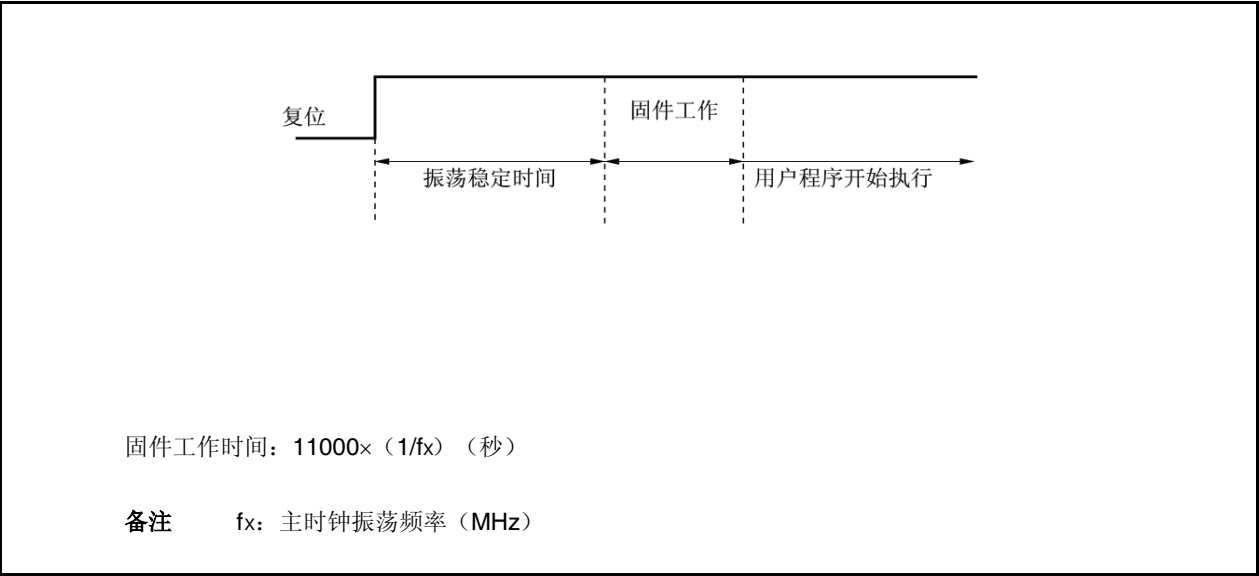 复位
固件工作
振荡稳定时间
用户程序开始执行
固件工作时间：11000×（1/fx）（秒）
备注 fx：主时钟振荡频率（MHz）